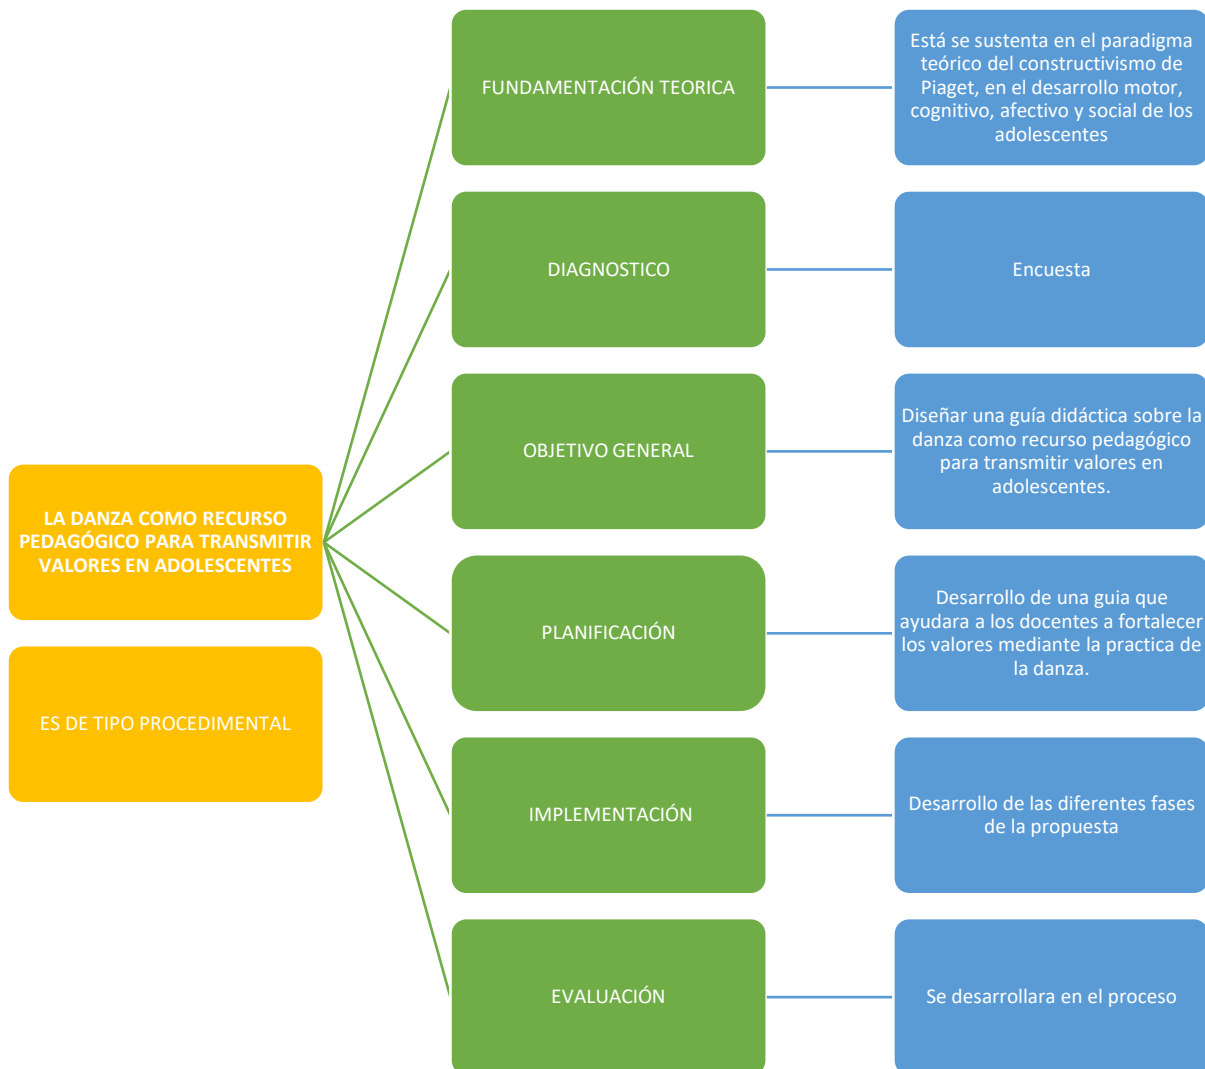 FUNDAMENTACIÓN TEORICA
Está se sustenta en el paradigma
teórico del constructivismo de
Piaget, en el desarrollo motor,
cognitivo, afectivo y social de los
adolescentes
DIAGNOSTICO
Encuesta
OBJETIVO GENERAL
Diseñar una guía didáctica sobre la
danza como recurso pedagógico
para transmitir valores en
adolescentes.
LA DANZA COMO RECURSO
PEDAGÓGICO PARA TRANSMITIR
VALORES EN ADOLESCENTES
PLANIFICACIÓN
Desarrollo de una guia que
ayudara a los docentes a fortalecer
los valores mediante la practica de
la danza.
ES DE TIPO PROCEDIMENTAL
IMPLEMENTACIÓN
Desarrollo de las diferentes fases
de la propuesta
EVALUACIÓN
Se desarrollara en el proceso